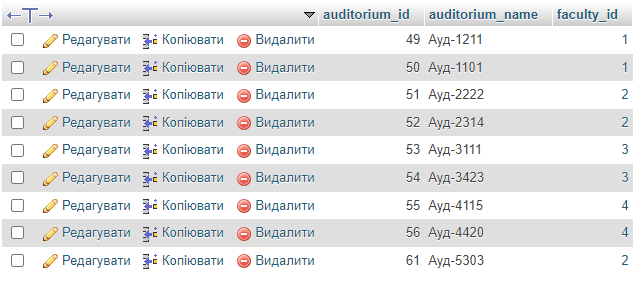 auditorium_id auditorium_name faculty_id
Редагувати Копіювати Видалити 49 Ауд-1211 1
Редагувати Копіювати Видалити 50 Ауд-1101 1
Редагувати Копіювати Видалити 51 Ауд-2222 2
Редагувати Копіювати Видалити 52 Ауд-2314 2
Редагувати Копіювати Видалити 53 Ауд-3111 3
Редагувати Копіювати Видалити 54 Ауд-3423 3
Редагувати Копіювати Видалити 55 Ауд-4115 4
Редагувати Копіювати Видалити 56 Ауд-4420 4
Редагувати Копіювати Видалити 61 Ауд-5303 2